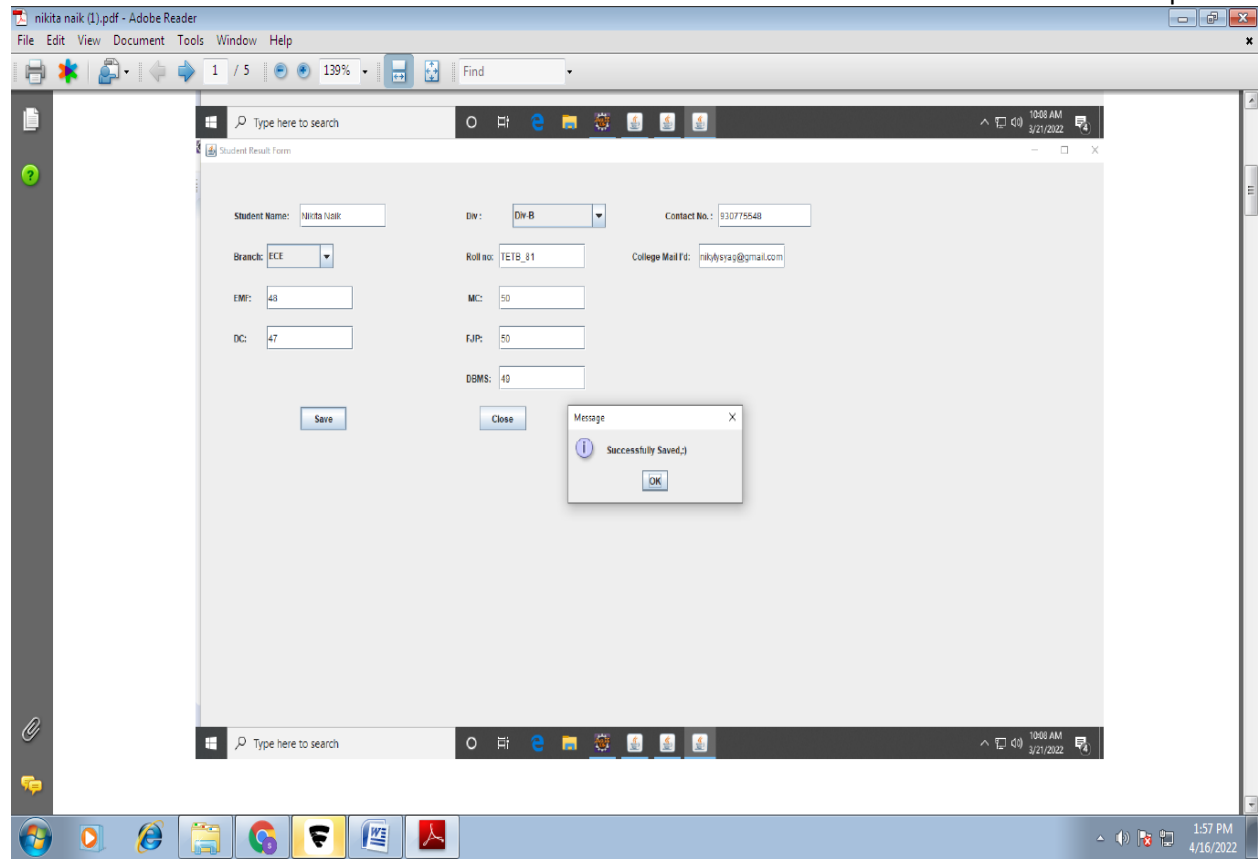 nikita naik (1).pdf - Adobe Reader
File Edit View Document Tools Window Help
1 / 5 139% Find
Type here to search 10:08 AM
3/21/2022
Student Result Form
Student Name: Nikita Naik Div : Div-B Contact No. : 930775548
Branch: ECE Roll no: TETB_81 College Mail I'd:
EMF: 48 MC: 50
DC: 47 FJP: 50
DBMS: 49
Save Close Message
Successfully Saved,:)
OK
Type here to search 10:08 AM
3/21/2022
1:57 PM
4/16/2022